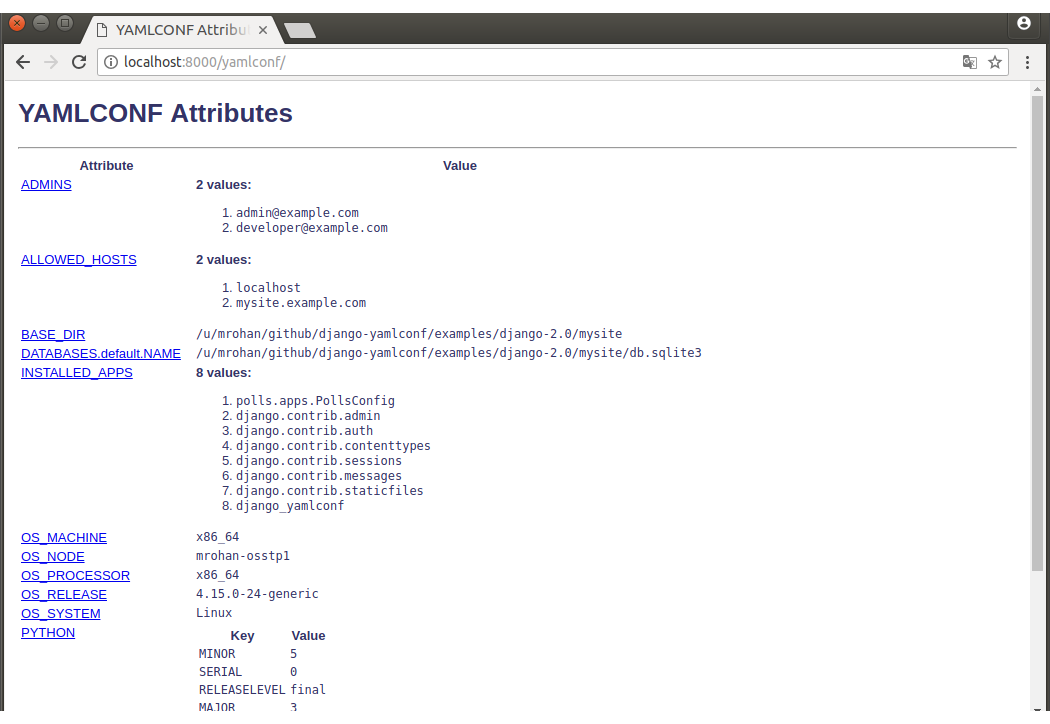 YAMLCONF Attribu
localhost:8000/yamlconf/
YAMLCONF Attributes
Attribute Value
ADMINS 2 values:
1. admin@example.com
2. developer@example.com
ALLOWED_HOSTS 2 values:
1. localhost
2. mysite.example.com
BASE_DIR /u/mrohan/github/django-yamlconf/examples/django-2.0/mysite
DATABASES.default.NAME /u/mrohan/github/django-yamlconf/examples/django-2.0/mysite/db.sqlite3
INSTALLED_APPS 8 values:
1. polls.apps.PollsConfig
2. django.contrib.admin
3. django.contrib.auth
4. django.contrib.contenttypes
5. django.contrib.sessions
6. django.contrib.messages
7. django.contrib.staticfiles
8. django_yamlconf
OS_MACHINE x86_64
OS_NODE mrohan-osstp1
OS_PROCESSOR x86_64
OS_RELEASE 4.15.0-24-generic
OS_SYSTEM Linux
PYTHON Key Value
MINOR 5
SERIAL 0
RELEASELEVEL final
MAJOR 3